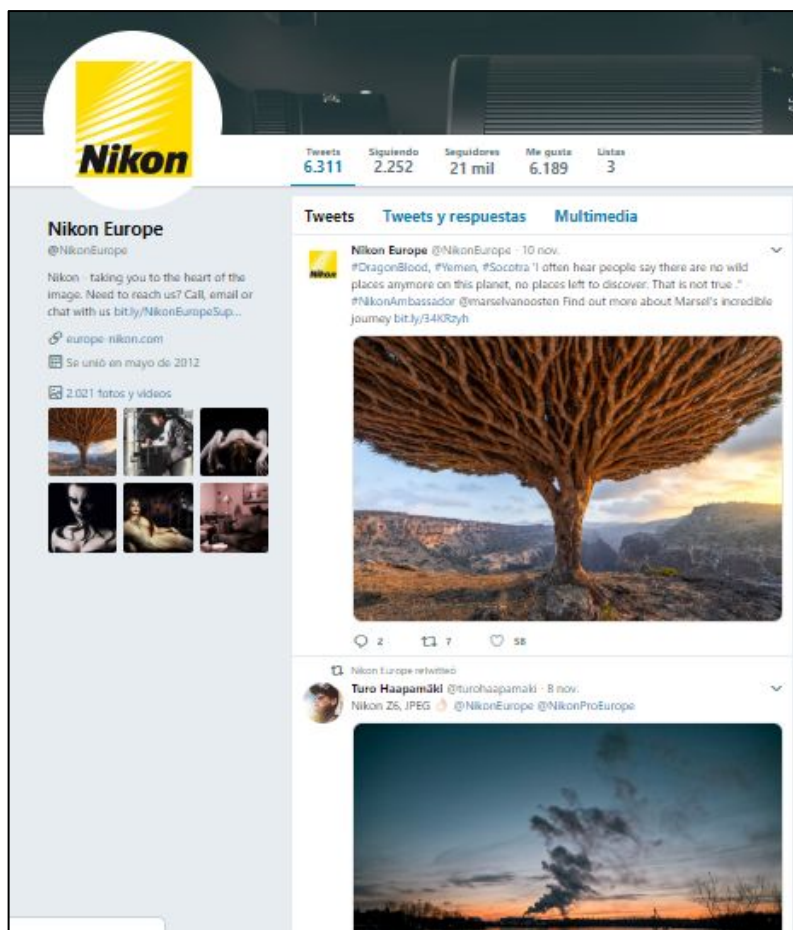 Nikon
Tweets Siguiendo Seguidores Me gusta Listas
6.311 2.252 21 mil 6.189 3
Nikon Europe
@NikonEurope
Nikon - taking you to the heart of the
image. Need to reach us? Call, email or
chat with us bit.ly/NikonEuropeSup...
europe-nikon.com
Se unió en mayo de 2012
2.021 fotos y vídeos
Tweets Tweets y respuestas Multimedia
Nikon
Nikon Europe @NikonEurope · 10 nov.
#DragonBlood, #Yemen, #Socotra "I often hear people say there are no wild
places anymore on this planet, no places left to discover. That is not true ."
#NikonAmbassador @marselvanoosten Find out more about Marsel's incredible
journey bit.ly/34KRzyh
2 7 58
Nikon Europe retwitteó
Turo Haapamäki @turohaapamaki · 8 nov.
Nikon Z6, JPEG 👌🏻 @NikonEurope @NikonProEurope